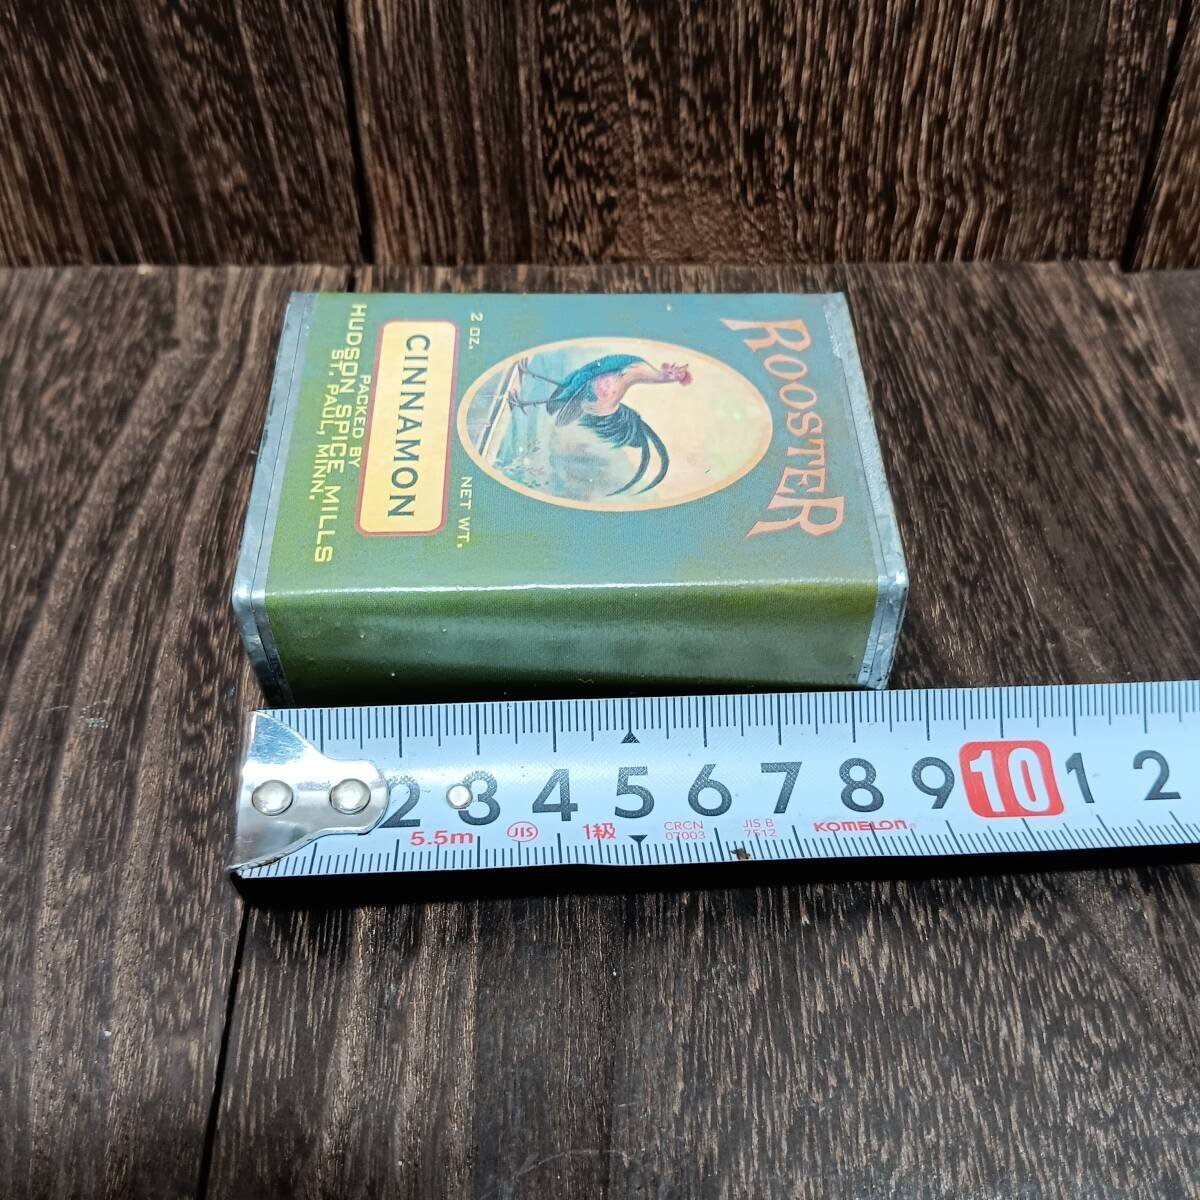 ROOSTER
2 OZ. NET WT.
CINNAMON
PACKED BY
HUDSON SPICE MILLS
ST. PAUL, MINN.
2 3 4 5 6 7 8 9 10 1 2
5.5m JIS 1級 CRCN 07003 JIS B 7512 KOMELON